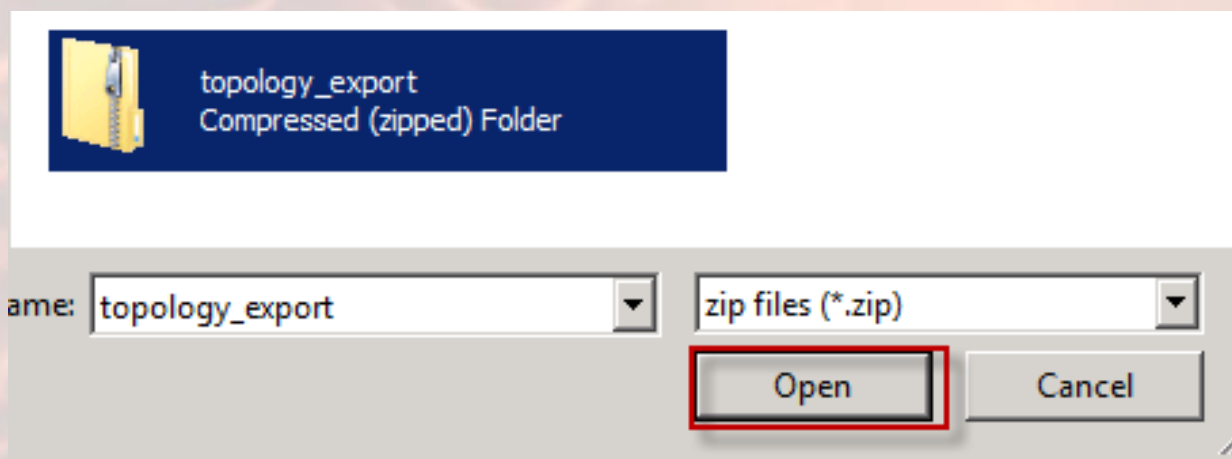 topology_export
Compressed (zipped) Folder
ame: topology_export zip files (*.zip)
Open Cancel